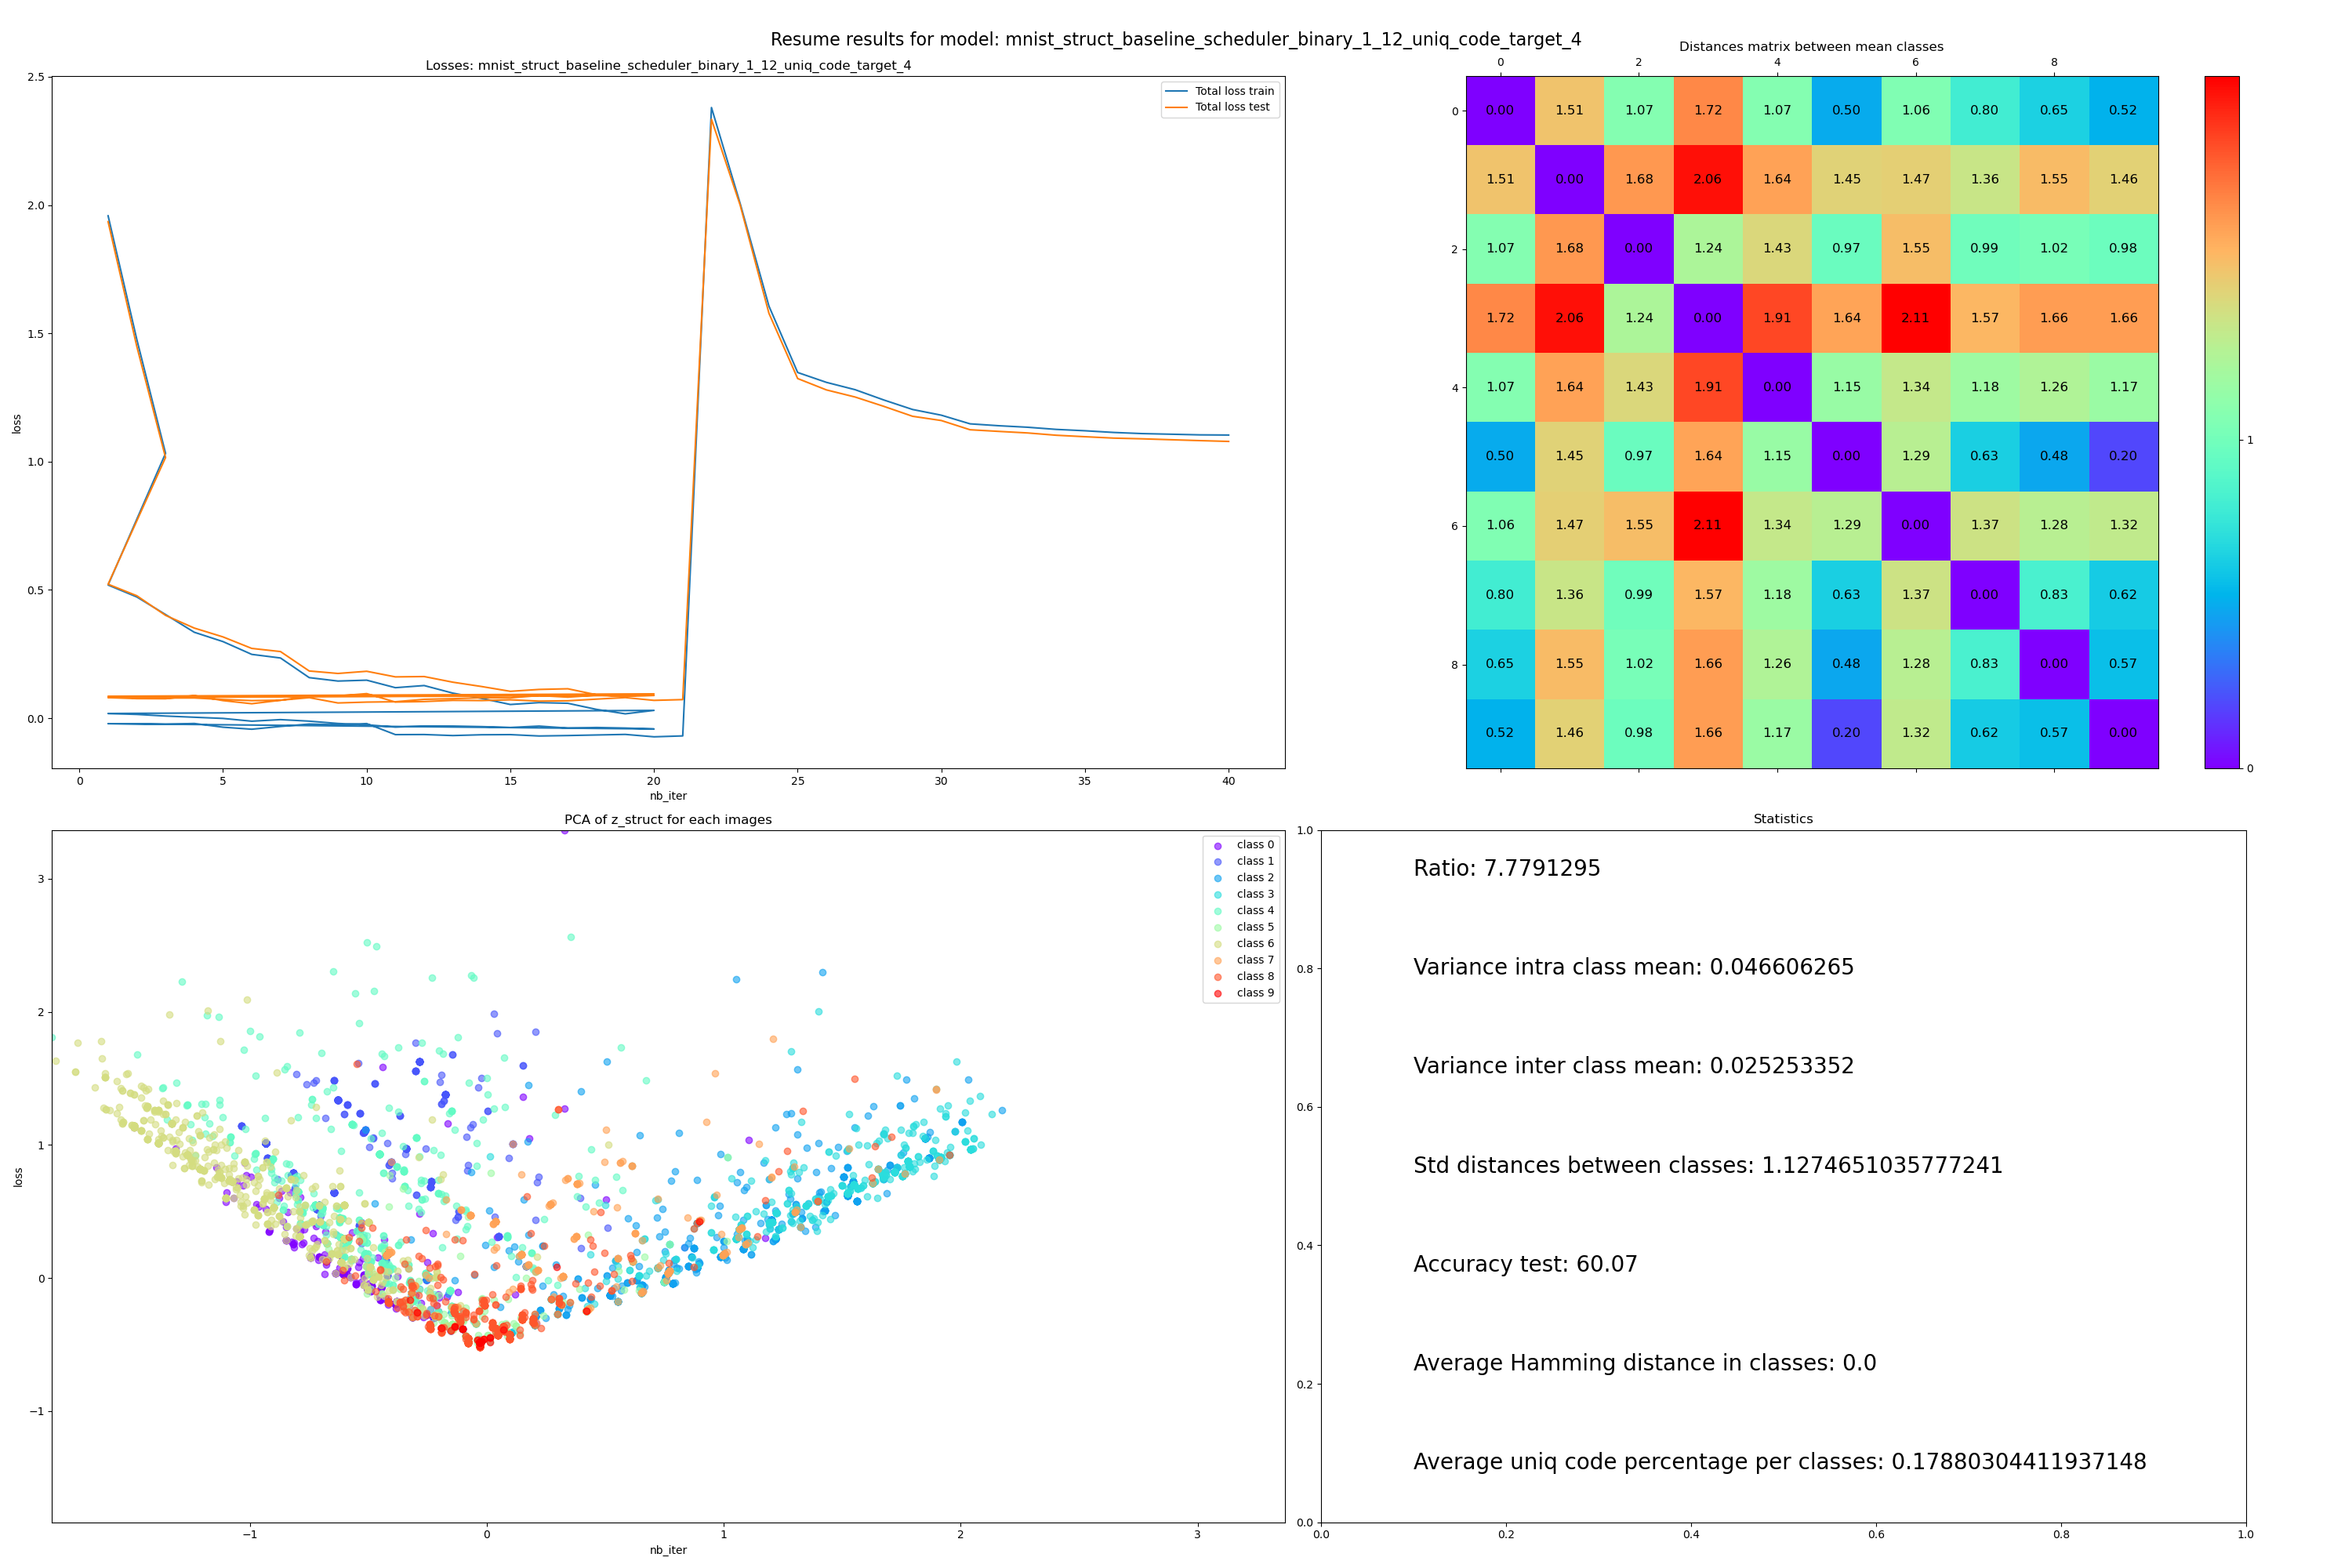 Resume results for model: mnist_struct_baseline_scheduler_binary_1_12_uniq_code_target_4
Losses: mnist_struct_baseline_scheduler_binary_1_12_uniq_code_target_4
2.5
2.0
1.5
1.0
0.5
0.0
loss
Total loss train
Total loss test
0 5 10 15 20 25 30 35 40
nb_iter
Distances matrix between mean classes
0 2 4 6 8
0.00 1.51 1.07 1.72 1.07 0.50 1.06 0.80 0.65 0.52
1.51 0.00 1.68 2.06 1.64 1.45 1.47 1.36 1.55 1.46
1.07 1.68 0.00 1.24 1.43 0.97 1.55 0.99 1.02 0.98
1.72 2.06 1.24 0.00 1.91 1.64 2.11 1.57 1.66 1.66
1.07 1.64 1.43 1.91 0.00 1.15 1.34 1.18 1.26 1.17
0.50 1.45 0.97 1.64 1.15 0.00 1.29 0.63 0.48 0.20
1.06 1.47 1.55 2.11 1.34 1.29 0.00 1.37 1.28 1.32
0.80 1.36 0.99 1.57 1.18 0.63 1.37 0.00 0.83 0.62
0.65 1.55 1.02 1.66 1.26 0.48 1.28 0.83 0.00 0.57
0.52 1.46 0.98 1.66 1.17 0.20 1.32 0.62 0.57 0.00
0
2
4
6
8
1
0
PCA of z_struct for each images
3
2
1
0
−1
loss
class 0
class 1
class 2
class 3
class 4
class 5
class 6
class 7
class 8
class 9
−1 0 1 2 3
nb_iter
Statistics
1.0
0.8
0.6
0.4
0.2
0.0
Ratio: 7.7791295
Variance intra class mean: 0.046606265
Variance inter class mean: 0.025253352
Std distances between classes: 1.1274651035777241
Accuracy test: 60.07
Average Hamming distance in classes: 0.0
Average uniq code percentage per classes: 0.17880304411937148
0.0 0.2 0.4 0.6 0.8 1.0